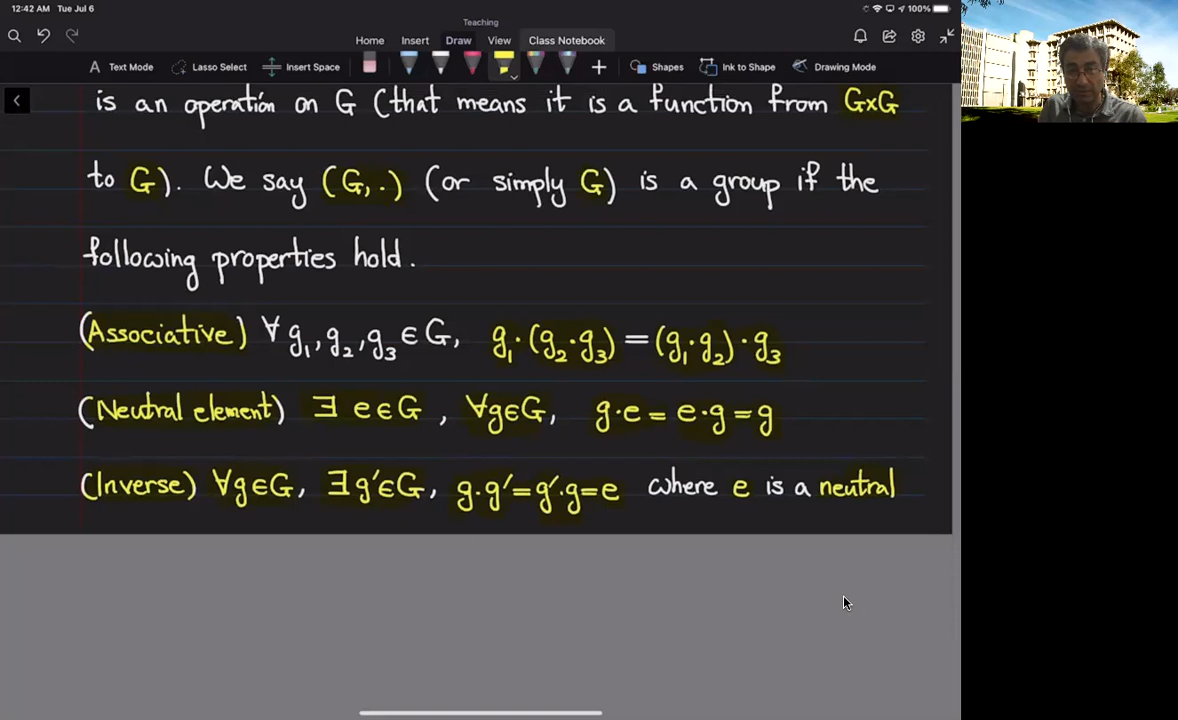 12:42 AM Tue Jul 6
100%
Teaching
Home Insert Draw View Class Notebook
Text Mode Lasso Select Insert Space Shapes Ink to Shape Drawing Mode
is an operation on G (that means it is a function from G×G
to G). We say (G, ·) (or simply G) is a group if the
following properties hold.
(Associative) ∀ g₁, g₂, g₃ ∈ G, g₁·(g₂·g₃) = (g₁·g₂)·g₃
(Neutral element) ∃ e∈G, ∀g∈G, g·e = e·g = g
(Inverse) ∀g∈G, ∃g′∈G, g·g′=g′·g=e where e is a neutral